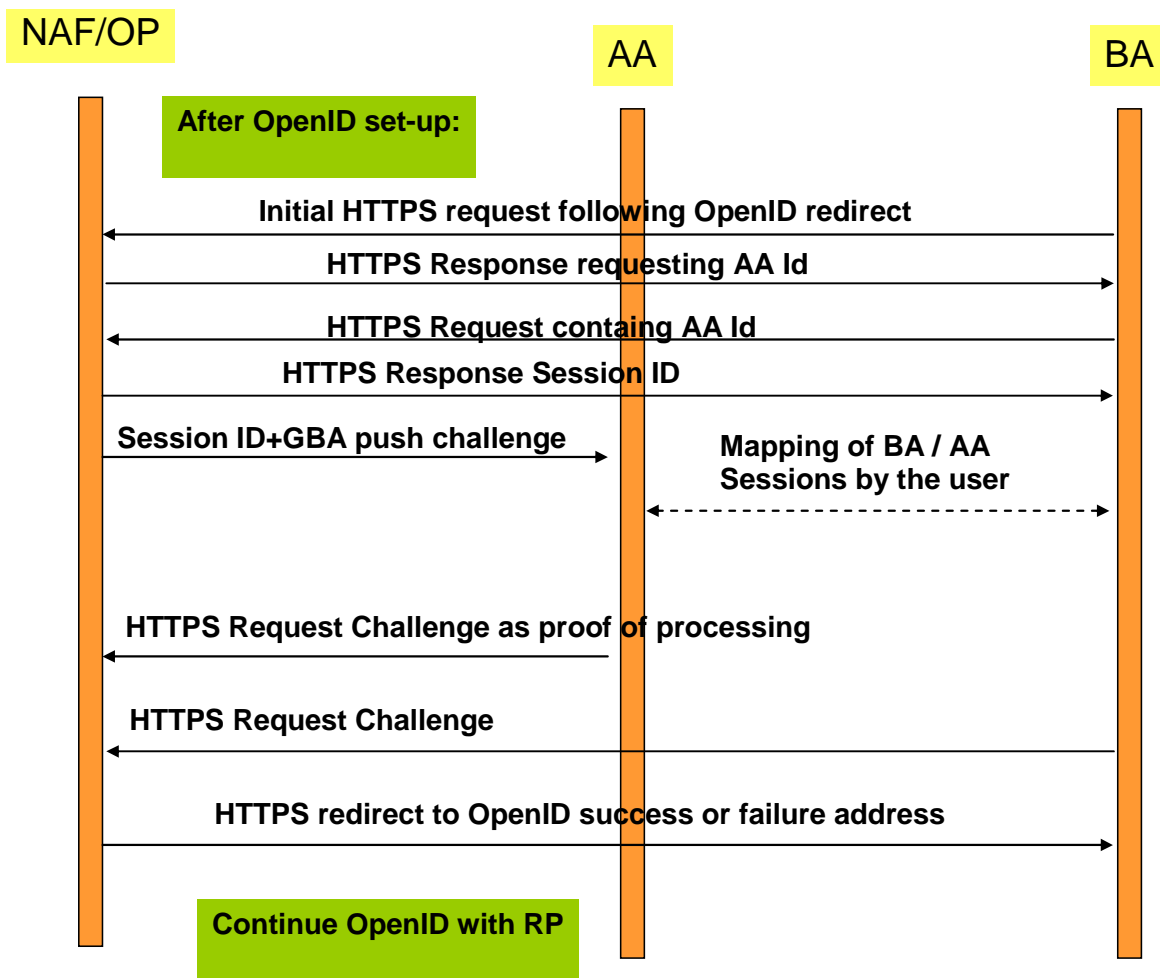 NAF/OP
AA
BA
After OpenID set-up:
Initial HTTPS request following OpenID redirect
HTTPS Response requesting AA Id
HTTPS Request containg AA Id
HTTPS Response Session ID
Session ID+GBA push challenge
Mapping of BA / AA
Sessions by the user
HTTPS Request Challenge as proof of processing
HTTPS Request Challenge
HTTPS redirect to OpenID success or failure address
Continue OpenID with RP